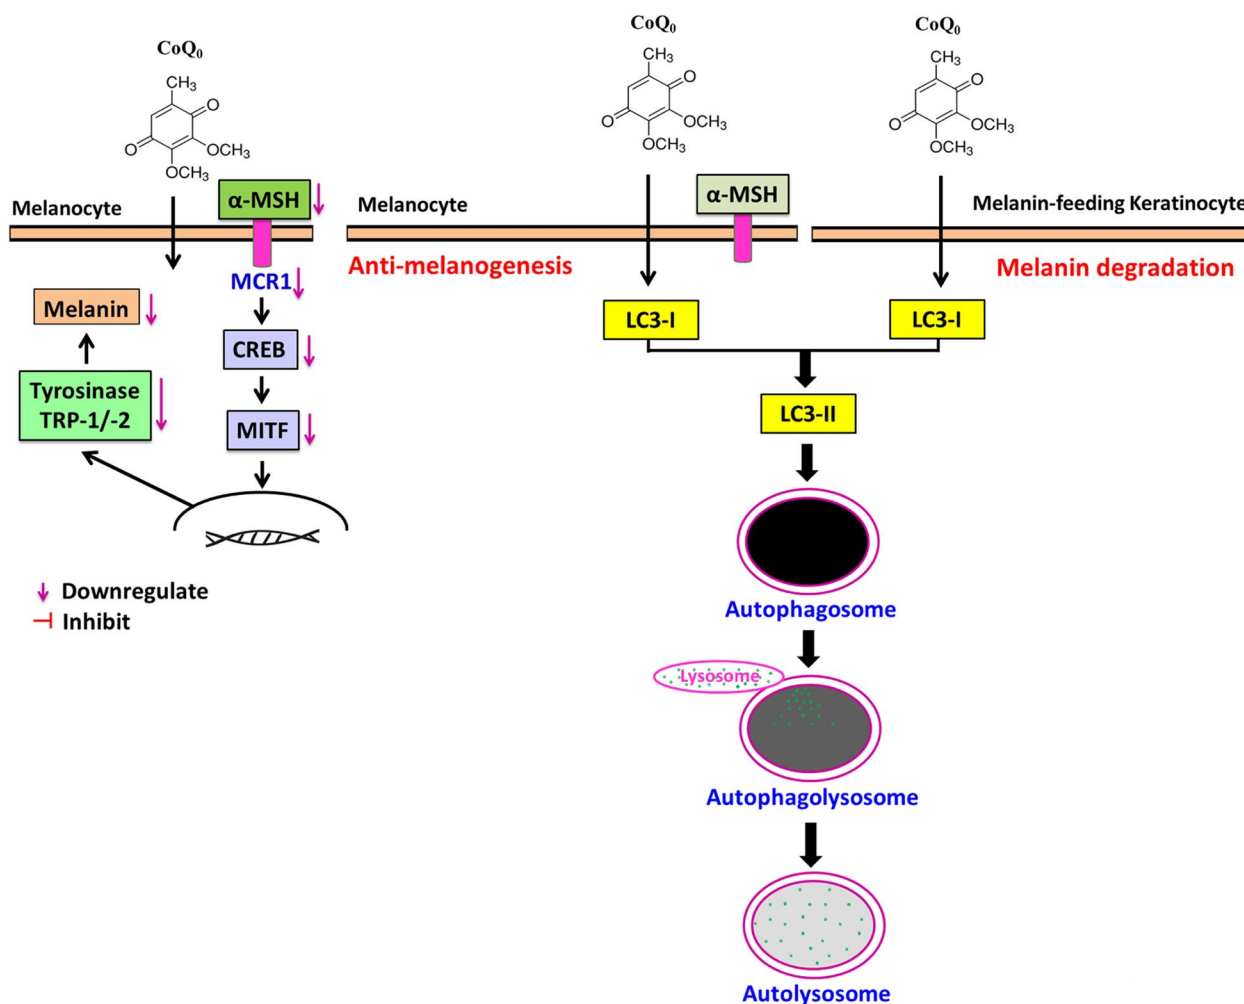 CoQ₀
CH₃
O
O
OCH₃
OCH₃
α-MSH
Melanocyte
MCR1
Melanin
CREB
Tyrosinase
TRP-1/-2
MITF
Downregulate
Inhibit
CoQ₀
CH₃
O
O
OCH₃
OCH₃
α-MSH
Melanocyte
Anti-melanogenesis
LC3-I
CoQ₀
CH₃
O
O
OCH₃
OCH₃
Melanin-feeding Keratinocyte
Melanin degradation
LC3-I
LC3-II
Autophagosome
Lysosome
Autophagolysosome
Autolysosome